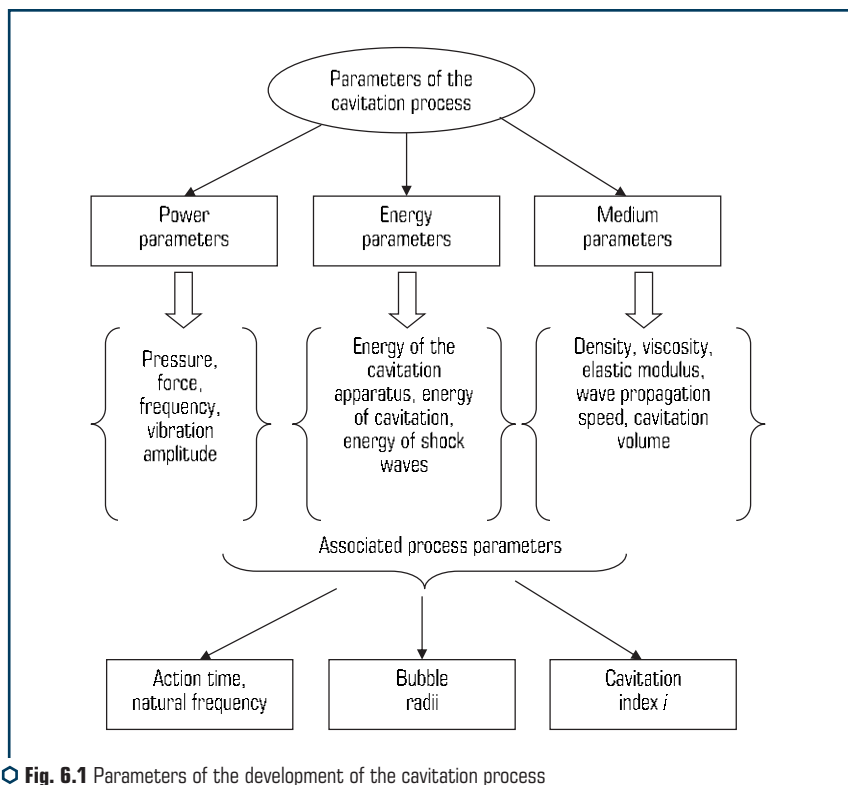 Parameters of the
cavitation process
Power
parameters
Energy
parameters
Medium
parameters
Pressure,
force,
frequency,
vibration
amplitude
Energy of the
cavitation
apparatus, energy
of cavitation,
energy of shock
waves
Density, viscosity,
elastic modulus,
wave propagation
speed, cavitation
volume
Associated process parameters
Action time,
natural frequency
Bubble
radii
Cavitation
index i
Fig. 6.1 Parameters of the development of the cavitation process